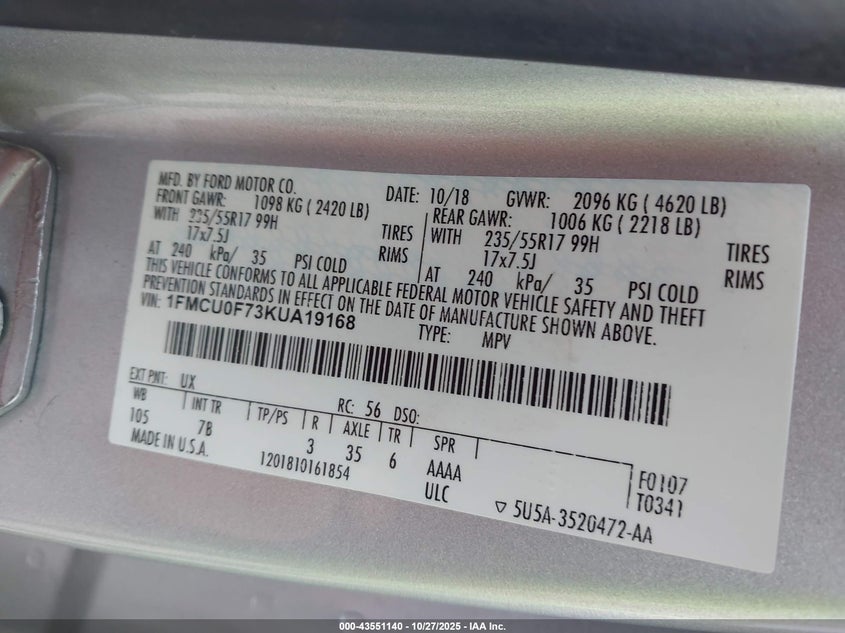 MFD. BY FORD MOTOR CO.
DATE: 10/18 GVWR: 2096 KG ( 4620 LB)
FRONT GAWR: 1098 KG ( 2420 LB)
REAR GAWR: 1006 KG ( 2218 LB)
WITH 235/55R17 99H TIRES
WITH 235/55R17 99H TIRES
17x7.5J RIMS
17x7.5J RIMS
AT 240 kPa/ 35 PSI COLD
AT 240 kPa/ 35 PSI COLD
THIS VEHICLE CONFORMS TO ALL APPLICABLE FEDERAL MOTOR VEHICLE SAFETY AND THEFT
PREVENTION STANDARDS IN EFFECT ON THE DATE OF MANUFACTURE SHOWN ABOVE.
VIN: 1FMCU0F73KUA19168
TYPE: MPV
EXT PNT: UX RC: 56 DSO:
WB INT TR TP/PS R AXLE TR SPR
105 7B 3 35 6 AAAA F0107
MADE IN U.S.A. 1201810161854 ULC T0341
5U5A-3520472-AA
000-43551140 - 10/27/2025 - IAA Inc.